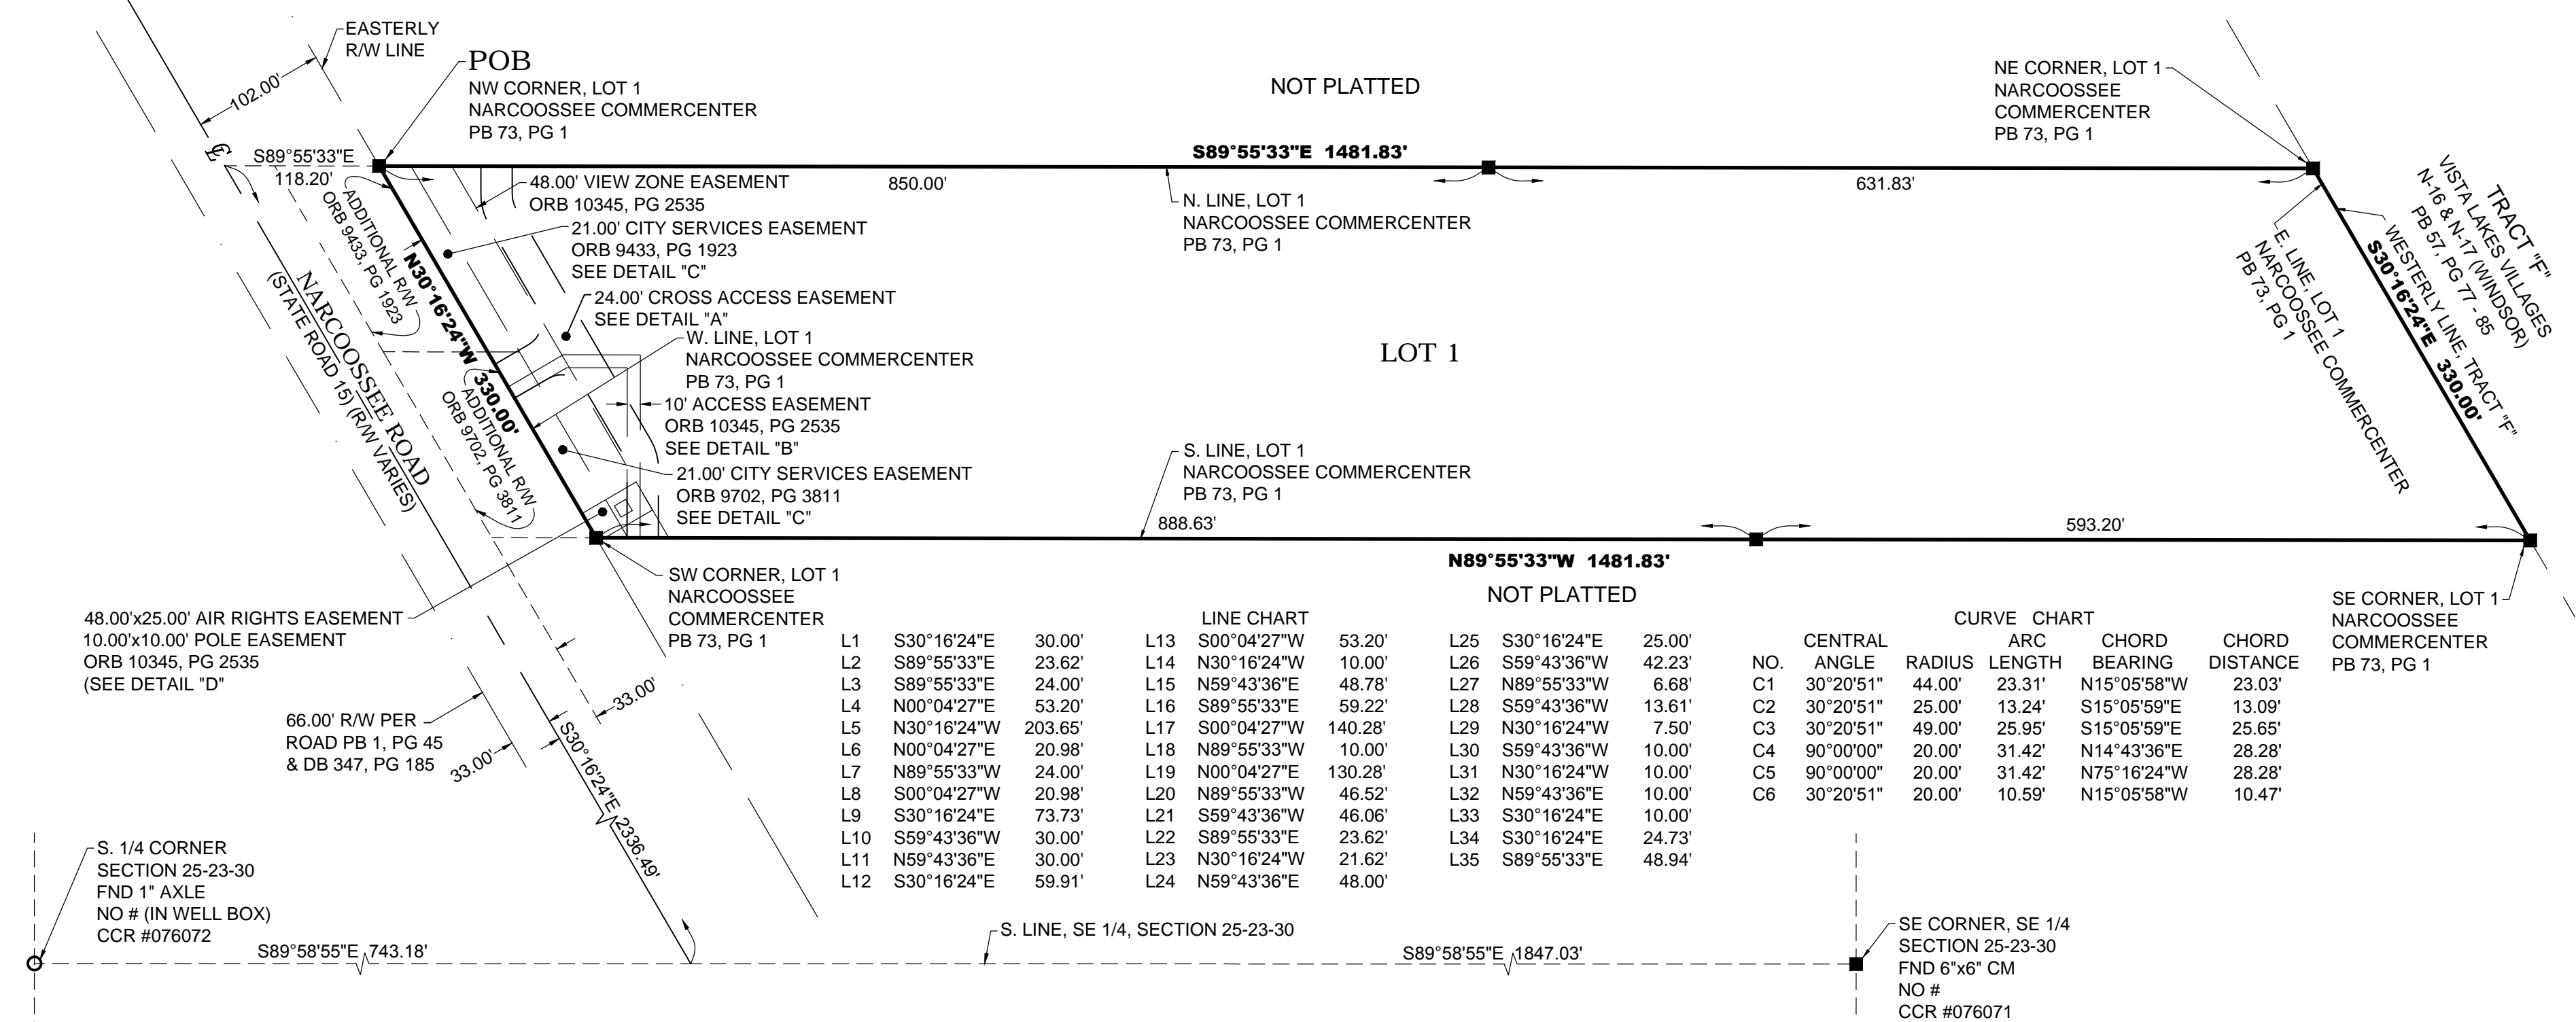 EASTERLY
R/W LINE
102.00'
POB
NW CORNER, LOT 1
NARCOOSSEE COMMERCENTER
PB 73, PG 1
NOT PLATTED
NE CORNER, LOT 1
NARCOOSSEE
COMMERCENTER
PB 73, PG 1
℄
S89°55'33"E
118.20'
S89°55'33"E 1481.83'
850.00'
631.83'
48.00' VIEW ZONE EASEMENT
ORB 10345, PG 2535
21.00' CITY SERVICES EASEMENT
ORB 9433, PG 1923
SEE DETAIL "C"
24.00' CROSS ACCESS EASEMENT
SEE DETAIL "A"
W. LINE, LOT 1
NARCOOSSEE COMMERCENTER
PB 73, PG 1
10' ACCESS EASEMENT
ORB 10345, PG 2535
SEE DETAIL "B"
21.00' CITY SERVICES EASEMENT
ORB 9702, PG 3811
SEE DETAIL "C"
N. LINE, LOT 1
NARCOOSSEE COMMERCENTER
PB 73, PG 1
LOT 1
S. LINE, LOT 1
NARCOOSSEE COMMERCENTER
PB 73, PG 1
ADDITIONAL R/W
ORB 9433, PG 1923
N30°16'24"W 330.00'
NARCOOSSEE ROAD
(STATE ROAD 15) (R/W VARIES)
ADDITIONAL R/W
ORB 9702, PG 3811
TRACT "F"
VISTA LAKES VILLAGES
N-16 & N-17 (WINDSOR)
PB 57, PG 77 - 85
WESTERLY LINE, TRACT "F"
S30°16'24"E 330.00'
E. LINE, LOT 1
NARCOOSSEE COMMERCENTER
PB 73, PG 1
888.63'
593.20'
N89°55'33"W 1481.83'
NOT PLATTED
SW CORNER, LOT 1
NARCOOSSEE
COMMERCENTER
PB 73, PG 1
SE CORNER, LOT 1
NARCOOSSEE
COMMERCENTER
PB 73, PG 1
48.00'x25.00' AIR RIGHTS EASEMENT
10.00'x10.00' POLE EASEMENT
ORB 10345, PG 2535
(SEE DETAIL "D"
66.00' R/W PER
ROAD PB 1, PG 45
& DB 347, PG 185
33.00'
33.00'
S30°16'24"E 2336.49'
LINE CHART
L1 S30°16'24"E 30.00'
L2 S89°55'33"E 23.62'
L3 S89°55'33"E 24.00'
L4 N00°04'27"E 53.20'
L5 N30°16'24"W 203.65'
L6 N00°04'27"E 20.98'
L7 N89°55'33"W 24.00'
L8 S00°04'27"W 20.98'
L9 S30°16'24"E 73.73'
L10 S59°43'36"W 30.00'
L11 N59°43'36"E 30.00'
L12 S30°16'24"E 59.91'
L13 S00°04'27"W 53.20'
L14 N30°16'24"W 10.00'
L15 N59°43'36"E 48.78'
L16 S89°55'33"E 59.22'
L17 S00°04'27"W 140.28'
L18 N89°55'33"W 10.00'
L19 N00°04'27"E 130.28'
L20 N89°55'33"W 46.52'
L21 S59°43'36"W 46.06'
L22 S89°55'33"E 23.62'
L23 N30°16'24"W 21.62'
L24 N59°43'36"E 48.00'
L25 S30°16'24"E 25.00'
L26 S59°43'36"W 42.23'
L27 N89°55'33"W 6.68'
L28 S59°43'36"W 13.61'
L29 N30°16'24"W 7.50'
L30 S59°43'36"W 10.00'
L31 N30°16'24"W 10.00'
L32 N59°43'36"E 10.00'
L33 S30°16'24"E 10.00'
L34 S30°16'24"E 24.73'
L35 S89°55'33"E 48.94'
CURVE CHART
CENTRAL ARC CHORD CHORD
NO. ANGLE RADIUS LENGTH BEARING DISTANCE
C1 30°20'51" 44.00' 23.31' N15°05'58"W 23.03'
C2 30°20'51" 25.00' 13.24' S15°05'59"E 13.09'
C3 30°20'51" 49.00' 25.95' S15°05'59"E 25.65'
C4 90°00'00" 20.00' 31.42' N14°43'36"E 28.28'
C5 90°00'00" 20.00' 31.42' N75°16'24"W 28.28'
C6 30°20'51" 20.00' 10.59' N15°05'58"W 10.47'
S. 1/4 CORNER
SECTION 25-23-30
FND 1" AXLE
NO # (IN WELL BOX)
CCR #076072
S89°58'55"E 743.18'
S. LINE, SE 1/4, SECTION 25-23-30
S89°58'55"E 1847.03'
SE CORNER, SE 1/4
SECTION 25-23-30
FND 6"x6" CM
NO #
CCR #076071